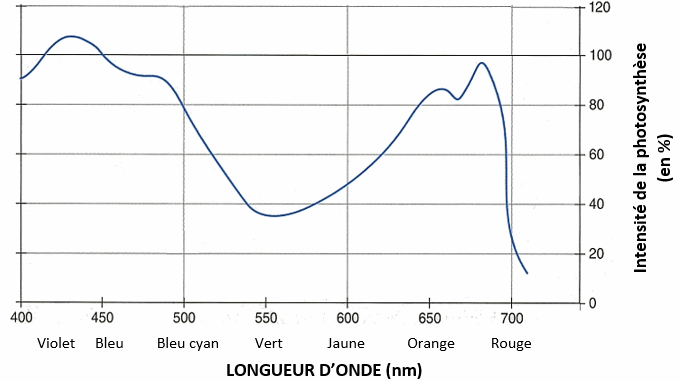 120
100
80
60
40
20
0
Intensité de la photosynthèse
(en %)
400 450 500 550 600 650 700
Violet Bleu Bleu cyan Vert Jaune Orange Rouge
LONGUEUR D’ONDE (nm)